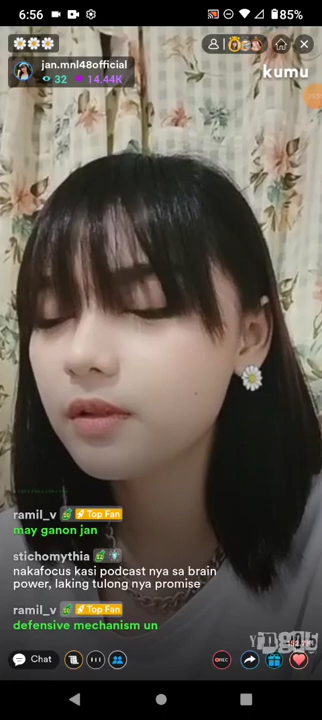 6:56
85%
jan.mnl48official
32 14.44K
kumu
ramil_v Top Fan
may ganon jan
stichomythia
nakafocus kasi podcast nya sa brain
power, laking tulong nya promise
ramil_v Top Fan
defensive mechanism un
Chat
REC